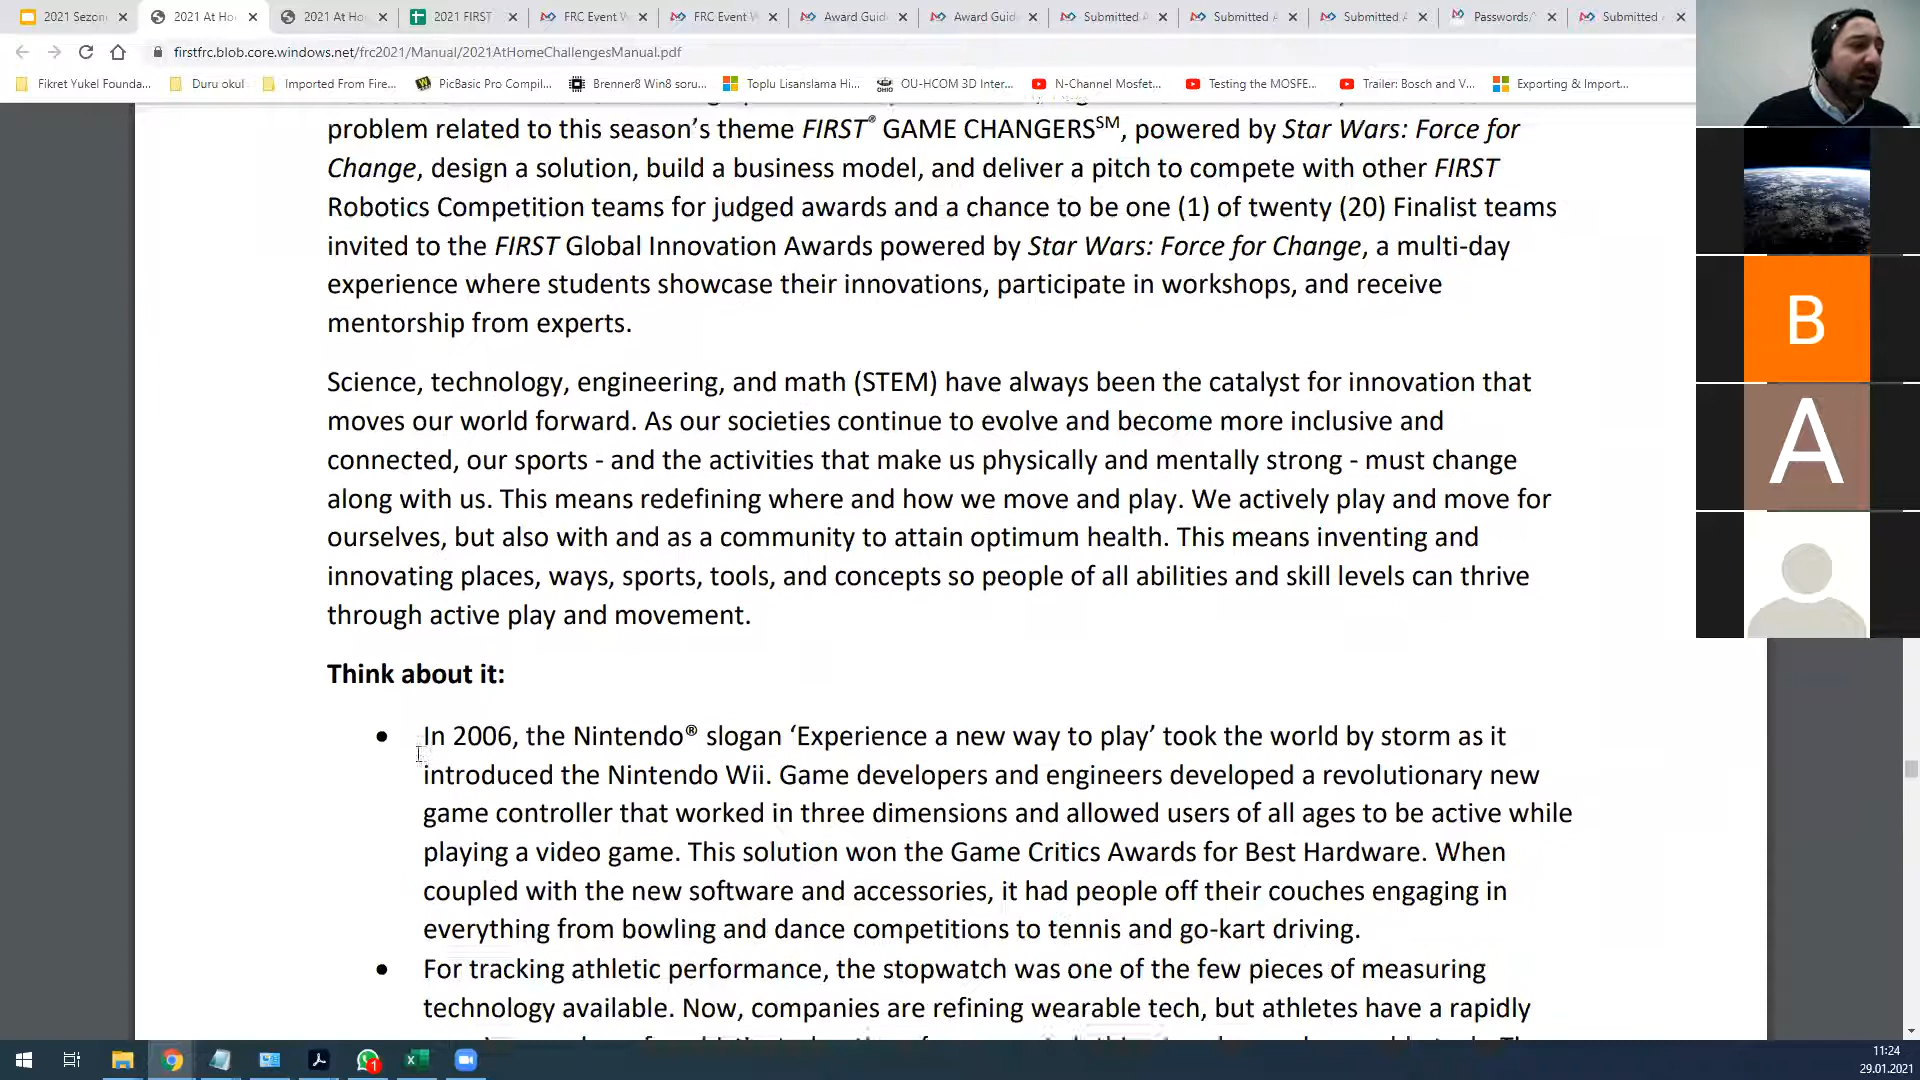 2021 Sezon
2021 At Ho
2021 At Ho
2021 FIRST
FRC Event W
FRC Event W
Award Guid
Award Guid
Submitted A
Submitted A
Submitted A
Passwords/
Submitted
firstfrc.blob.core.windows.net/frc2021/Manual/2021AtHomeChallengesManual.pdf
Fikret Yukel Founda...
Duru okul
Imported From Fire...
PicBasic Pro Compil...
Brenner8 Win8 soru...
Toplu Lisanslama Hi...
OU-HCOM 3D Inter...
N-Channel Mosfet...
Testing the MOSFE...
Trailer: Bosch and V...
Exporting & Import...
problem related to this season’s theme FIRST® GAME CHANGERS℠, powered by Star Wars: Force for
Change, design a solution, build a business model, and deliver a pitch to compete with other FIRST
Robotics Competition teams for judged awards and a chance to be one (1) of twenty (20) Finalist teams
invited to the FIRST Global Innovation Awards powered by Star Wars: Force for Change, a multi-day
experience where students showcase their innovations, participate in workshops, and receive
mentorship from experts.
Science, technology, engineering, and math (STEM) have always been the catalyst for innovation that
moves our world forward. As our societies continue to evolve and become more inclusive and
connected, our sports - and the activities that make us physically and mentally strong - must change
along with us. This means redefining where and how we move and play. We actively play and move for
ourselves, but also with and as a community to attain optimum health. This means inventing and
innovating places, ways, sports, tools, and concepts so people of all abilities and skill levels can thrive
through active play and movement.
Think about it:
• In 2006, the Nintendo® slogan ‘Experience a new way to play’ took the world by storm as it
introduced the Nintendo Wii. Game developers and engineers developed a revolutionary new
game controller that worked in three dimensions and allowed users of all ages to be active while
playing a video game. This solution won the Game Critics Awards for Best Hardware. When
coupled with the new software and accessories, it had people off their couches engaging in
everything from bowling and dance competitions to tennis and go-kart driving.
• For tracking athletic performance, the stopwatch was one of the few pieces of measuring
technology available. Now, companies are refining wearable tech, but athletes have a rapidly
B
A
1
11:24
29.01.2021